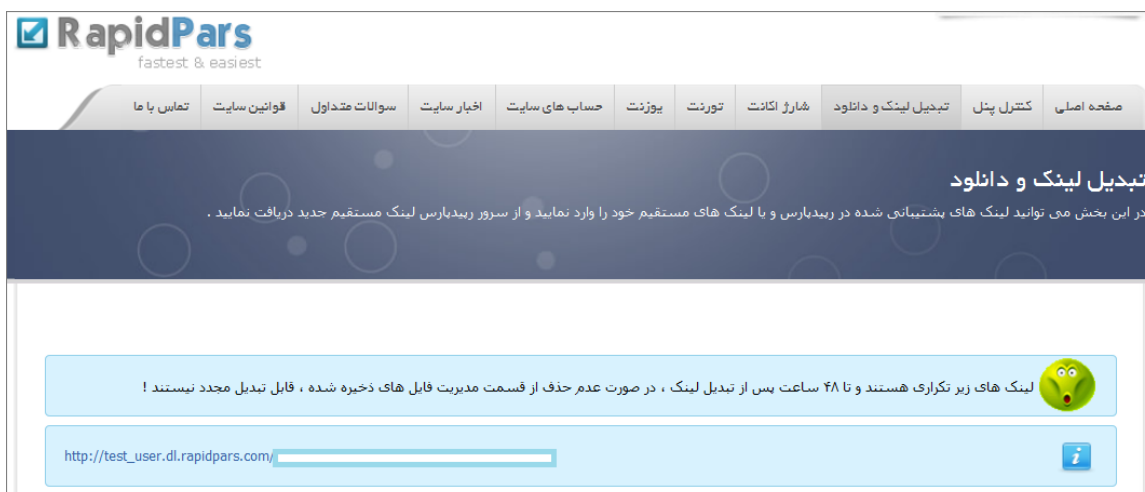 RapidPars
fastest & easiest
صفحه اصلی کنترل پنل تبدیل لینک و دانلود شارژ اکانت تورنت یوزنت حساب های سایت اخبار سایت سوالات متداول قوانین سایت تماس با ما
تبدیل لینک و دانلود
در این بخش می توانید لینک های پشتیبانی شده در رپیدپارس و یا لینک های مستقیم خود را وارد نمایید و از سرور رپیدپارس لینک مستقیم جدید دریافت نمایید .
لینک های زیر تکراری هستند و تا ۴۸ ساعت پس از تبدیل لینک ، در صورت عدم حذف از قسمت مدیریت فایل های ذخیره شده ، قابل تبدیل مجدد نیستند !
http://test_user.dl.rapidpars.com/
i